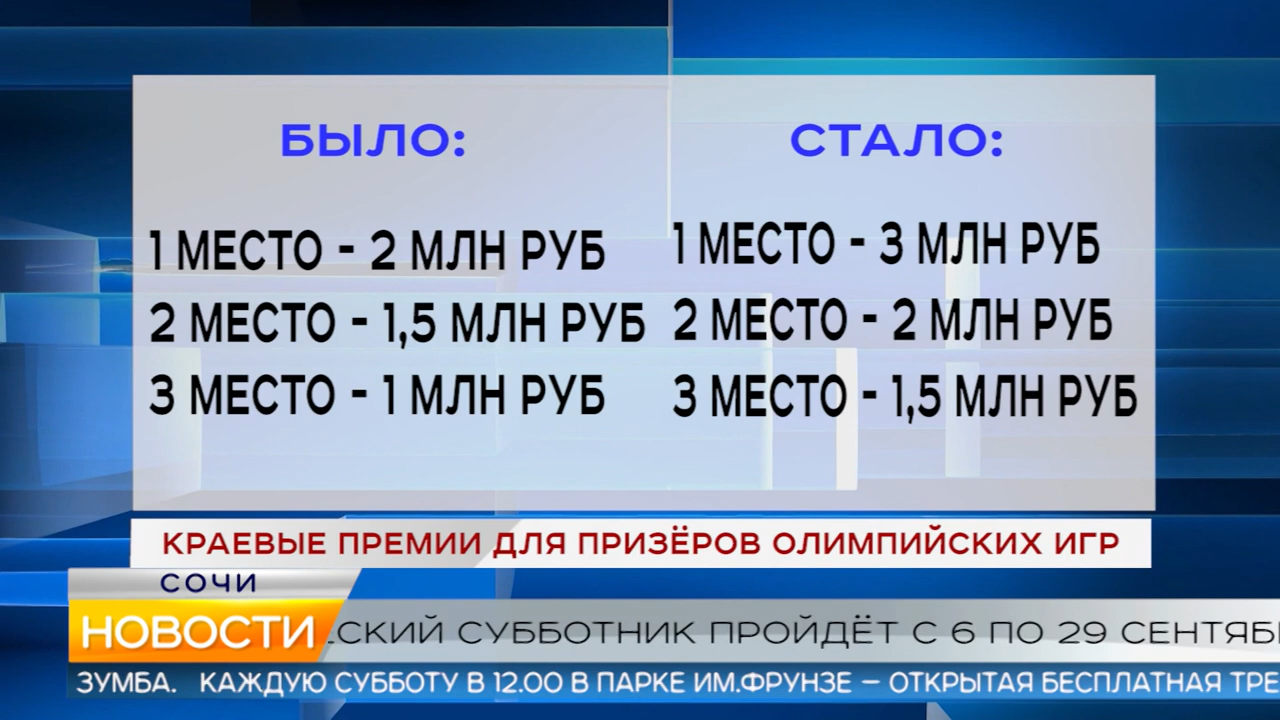 БЫЛО:
1 МЕСТО - 2 МЛН РУБ
2 МЕСТО - 1,5 МЛН РУБ
3 МЕСТО - 1 МЛН РУБ
СТАЛО:
1 МЕСТО - 3 МЛН РУБ
2 МЕСТО - 2 МЛН РУБ
3 МЕСТО - 1,5 МЛН РУБ
КРАЕВЫЕ ПРЕМИИ ДЛЯ ПРИЗЁРОВ ОЛИМПИЙСКИХ ИГР
СОЧИ
НОВОСТИ
СУББОТНИК ПРОЙДЁТ С 6 ПО 29
ЗУМБА. КАЖДУЮ СУББОТУ В 12.00 В ПАРКЕ ИМ.ФРУНЗЕ – ОТКРЫТАЯ БЕСПЛАТНАЯ